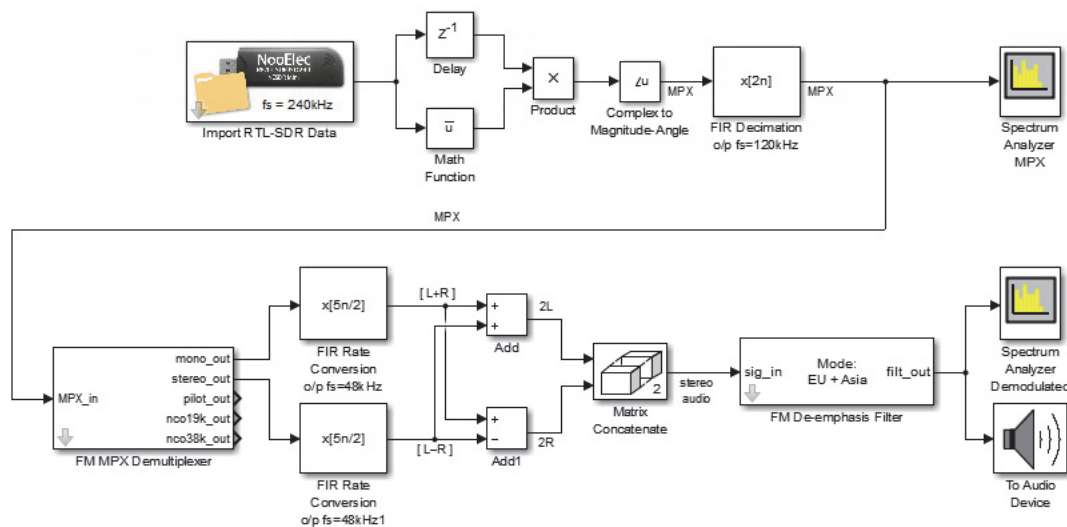 NooElec
fs = 240kHz
Import RTL-SDR Data
Z-1
Delay
u
Math
Function
×
Product
∠u
Complex to
Magnitude-Angle
MPX
x[2n]
FIR Decimation
o/p fs=120kHz
MPX
Spectrum
Analyzer
MPX
MPX
MPX_in
mono_out
stereo_out
pilot_out
nco19k_out
nco38k_out
FM MPX Demultiplexer
x[5n/2]
FIR Rate
Conversion
o/p fs=48kHz
x[5n/2]
FIR Rate
Conversion
o/p fs=48kHz1
[L+R]
[L–R]
+
+
Add
2L
+
−
Add1
2R
2
Matrix
Concatenate
stereo
audio
sig_in
Mode:
EU + Asia
filt_out
FM De-emphasis Filter
Spectrum
Analyzer
Demodulated
To Audio
Device